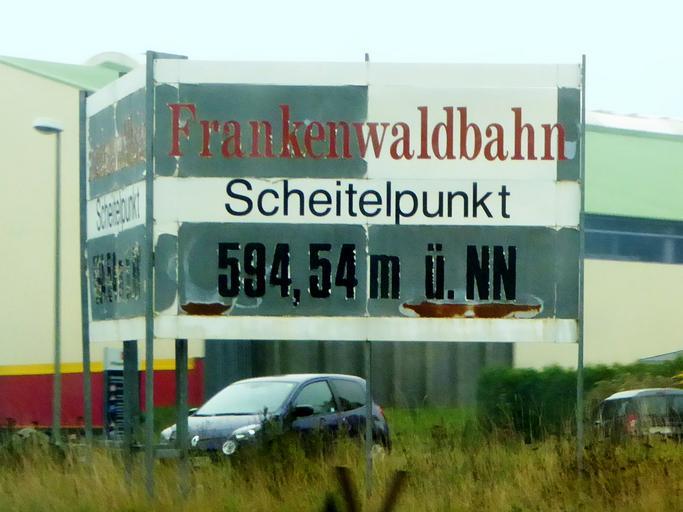 Frankenwaldbahn
Scheitelpunkt
594,54 m ü. NN
Scheitelpunkt